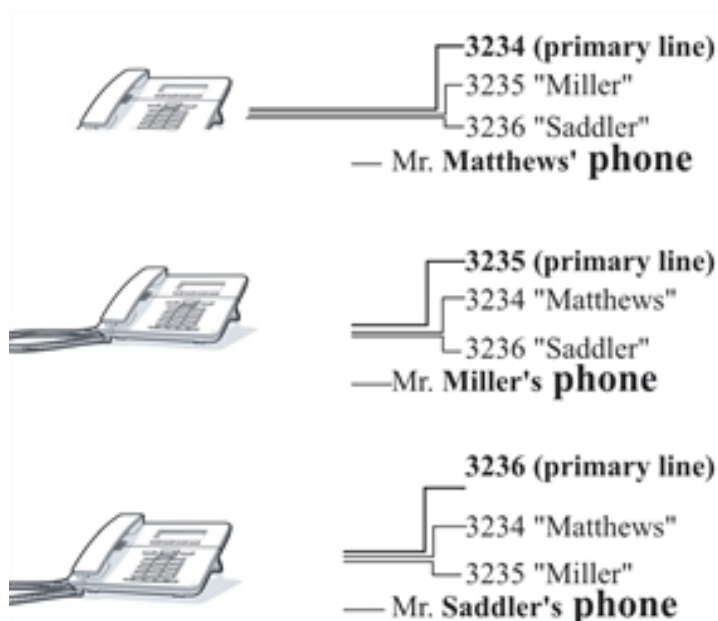 3234 (primary line)
3235 "Miller"
3236 "Saddler"
Mr. Matthews' phone
3235 (primary line)
3234 "Matthews"
3236 "Saddler"
Mr. Miller's phone
3236 (primary line)
3234 "Matthews"
3235 "Miller"
Mr. Saddler's phone